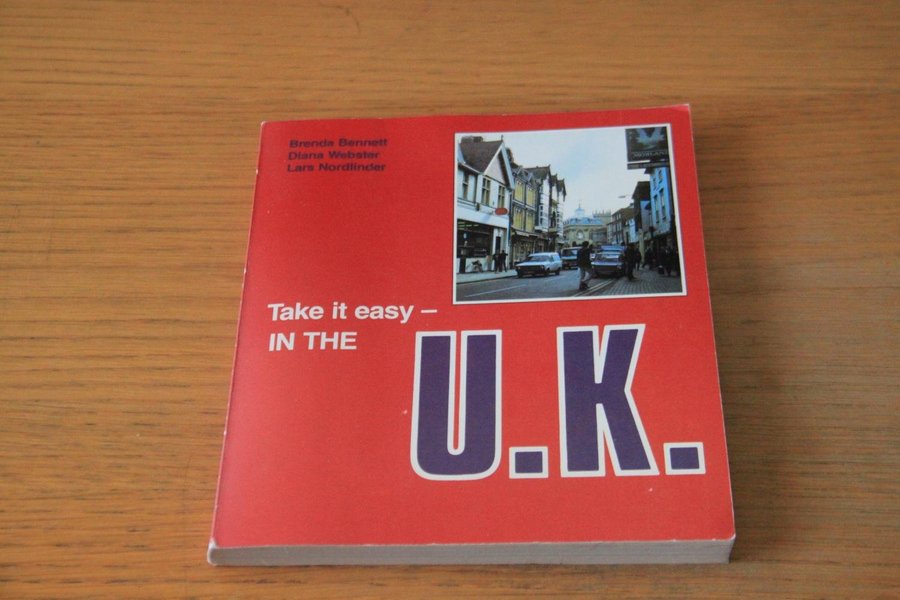 Brenda Bennett
Diana Webster
Lars Nordlinder
Take it easy –
IN THE
U.K.